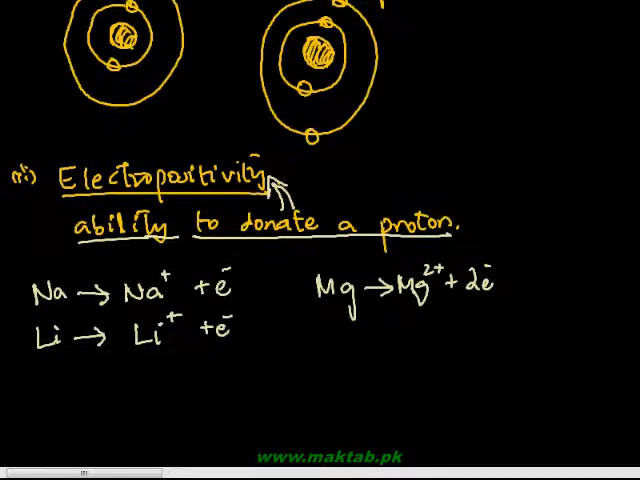 iii) Electropositivity
ability to donate a proton.
Na → Na⁺ + e⁻ Mg → Mg²⁺ + 2e⁻
Li → Li⁺ + e⁻
www.maktab.pk